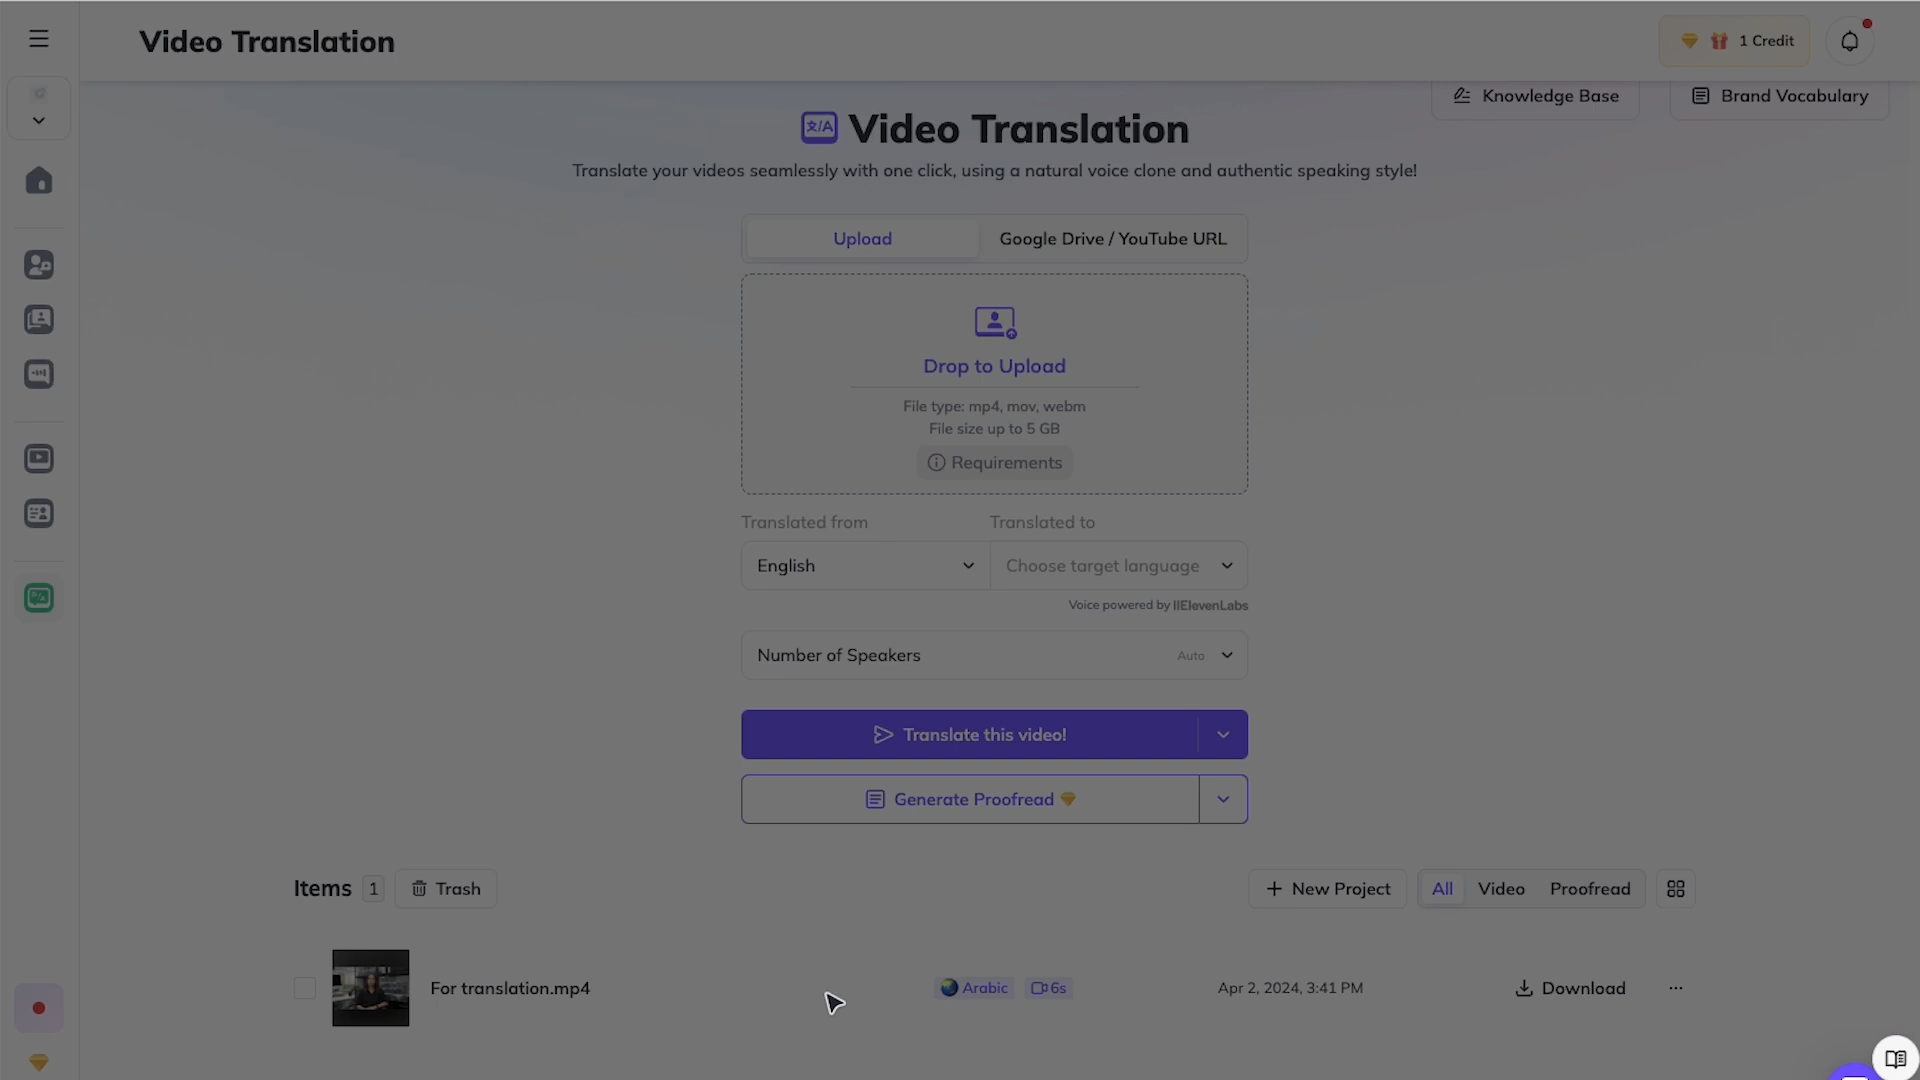 Video Translation
1 Credit
Knowledge Base
Brand Vocabulary
文/A Video Translation
Translate your videos seamlessly with one click, using a natural voice clone and authentic speaking style!
Upload
Google Drive / YouTube URL
Drop to Upload
File type: mp4, mov, webm
File size up to 5 GB
Requirements
Translated from
Translated to
English
Choose target language
Voice powered by IIElevenLabs
Number of Speakers
Auto
Translate this video!
Generate Proofread
Items 1
Trash
New Project
All
Video
Proofread
For translation.mp4
Arabic
6s
Apr 2, 2024, 3:41 PM
Download